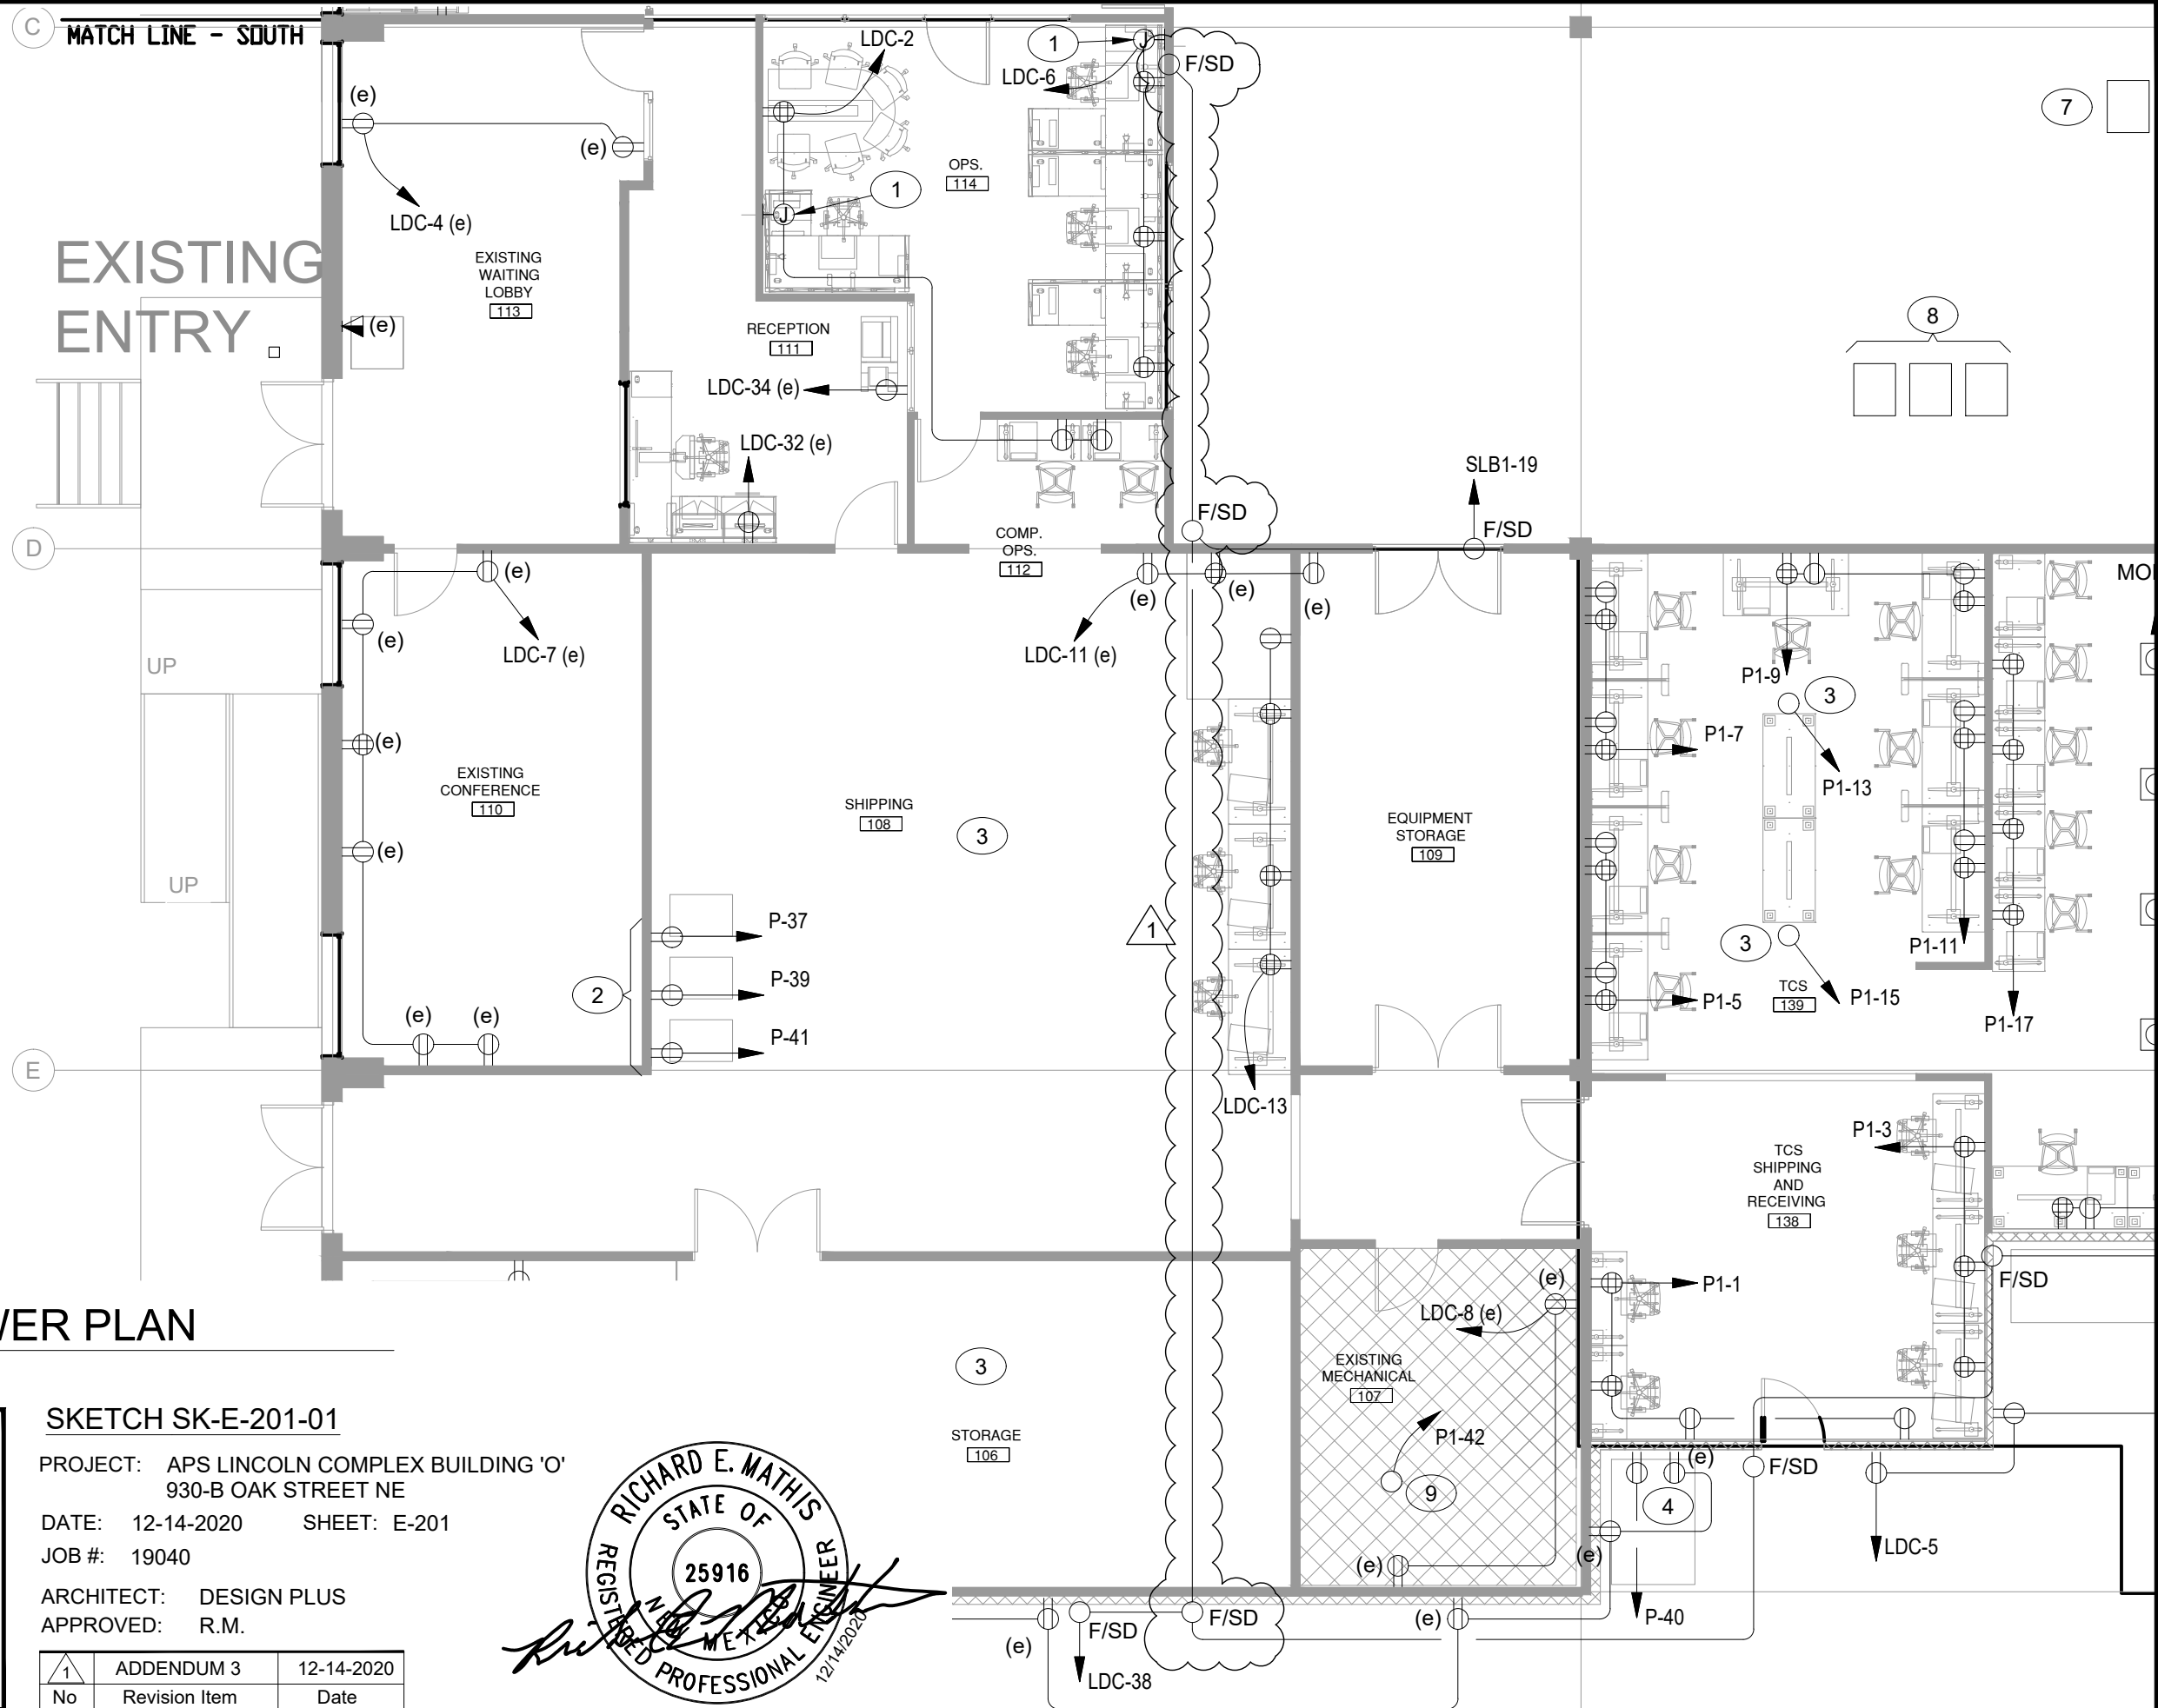 C
MATCH LINE - SOUTH
LDC-2
1
J
F/SD
LDC-6
7
(e)
(e)
OPS.
114
1
J
LDC-4 (e)
EXISTING
ENTRY
EXISTING
WAITING
LOBBY
113
(e)
RECEPTION
111
8
LDC-34 (e)
LDC-32 (e)
SLB1-19
F/SD
F/SD
D
COMP.
OPS.
112
(e)
(e)
(e)
(e)
(e)
MO
UP
LDC-7 (e)
LDC-11 (e)
P1-9
3
(e)
P1-7
P1-13
EXISTING
CONFERENCE
110
SHIPPING
108
3
EQUIPMENT
STORAGE
109
(e)
UP
P-37
1
3
P1-11
P-39
2
TCS
139
P1-5
P1-15
(e)
(e)
P-41
P1-17
E
LDC-13
P1-3
TCS
SHIPPING
AND
RECEIVING
138
(e)
P1-1
F/SD
LDC-8 (e)
WER PLAN
3
EXISTING
MECHANICAL
107
SKETCH SK-E-201-01
STORAGE
106
P1-42
(e)
F/SD
PROJECT: APS LINCOLN COMPLEX BUILDING 'O'
930-B OAK STREET NE
9
4
DATE: 12-14-2020 SHEET: E-201
JOB #: 19040
LDC-5
(e)
(e)
ARCHITECT: DESIGN PLUS
APPROVED: R.M.
RICHARD E. MATHIS
STATE OF
25916
NEW MEXICO
REGISTERED PROFESSIONAL ENGINEER
12/14/2020
(e)
F/SD
F/SD
(e)
P-40
LDC-38
1 ADDENDUM 3 12-14-2020
No Revision Item Date